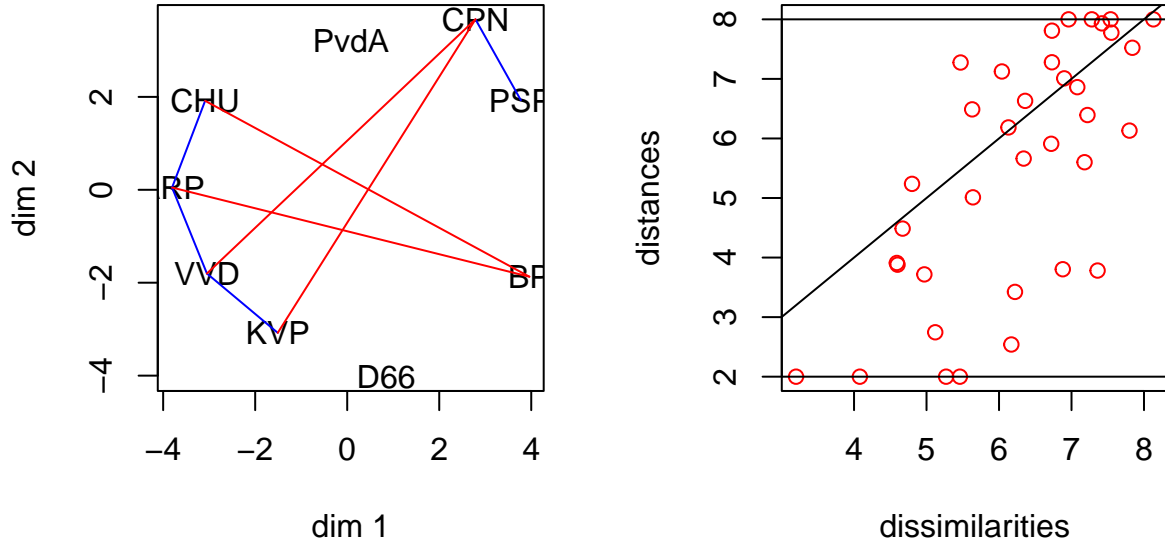 CPN
PvdA
CHU
PSP
RP
VVD
BP
KVP
D66
2
0
−2
−4
dim 2
−4 −2 0 2 4
dim 1
8
7
6
5
4
3
2
distances
4 5 6 7 8
dissimilarities